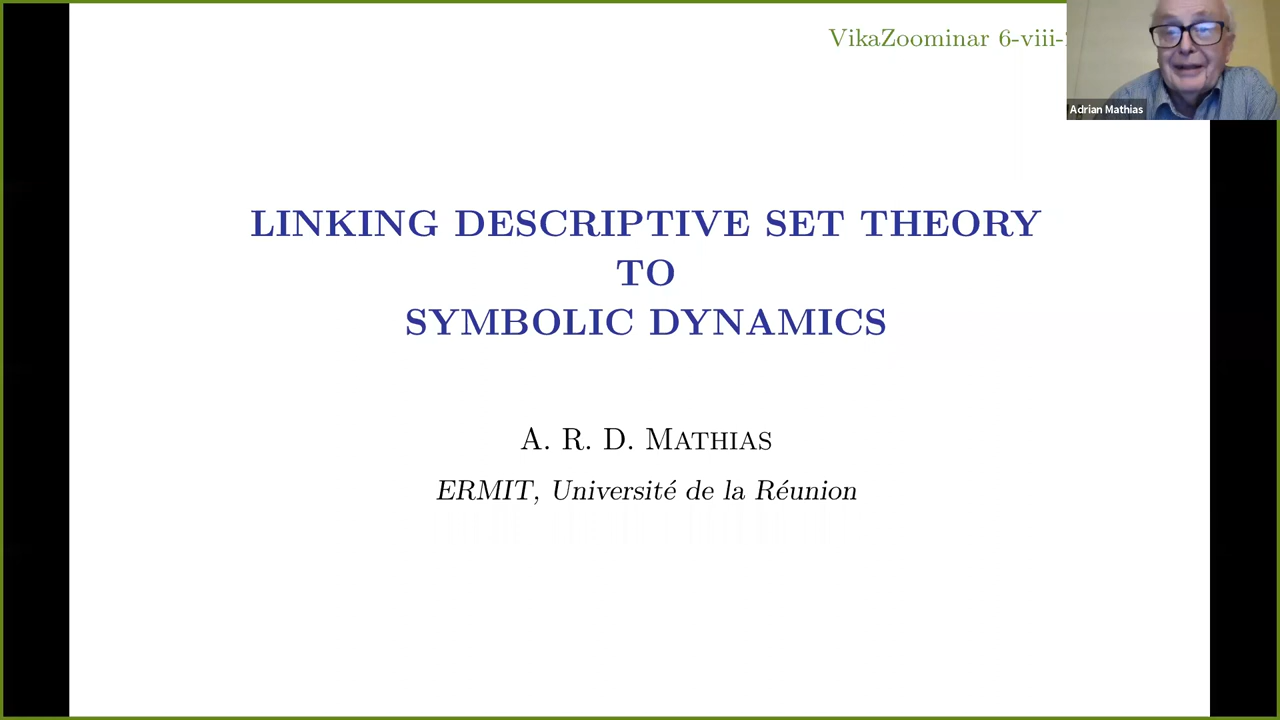 VikaZoominar 6-viii-
Adrian Mathias
LINKING DESCRIPTIVE SET THEORY
TO
SYMBOLIC DYNAMICS
A. R. D. MATHIAS
ERMIT, Université de la Réunion